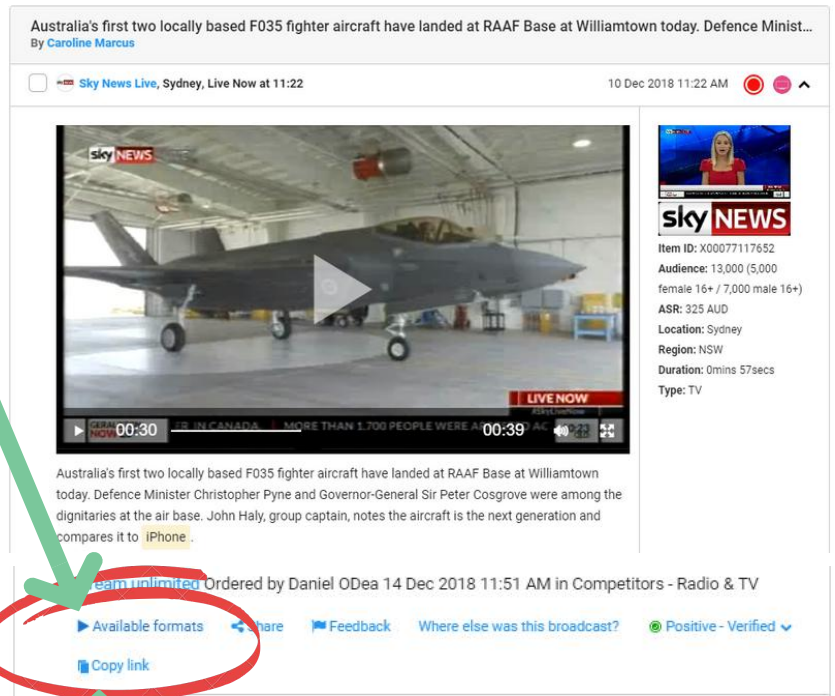 Australia's first two locally based F035 fighter aircraft have landed at RAAF Base at Williamtown today. Defence Minist...
By Caroline Marcus
Sky News Live, Sydney, Live Now at 11:22
10 Dec 2018 11:22 AM
sky NEWS
LIVE NOW
#SkyLiveNow
NOW
ER IN CANADA.
MORE THAN 1.700 PEOPLE WERE
00:30
00:39
sky NEWS
Item ID: X00077117652
Audience: 13,000 (5,000
female 16+ / 7,000 male 16+)
ASR: 325 AUD
Location: Sydney
Region: NSW
Duration: 0mins 57secs
Type: TV
Australia's first two locally based F035 fighter aircraft have landed at RAAF Base at Williamtown
today. Defence Minister Christopher Pyne and Governor-General Sir Peter Cosgrove were among the
dignitaries at the air base. John Haly, group captain, notes the aircraft is the next generation and
compares it to iPhone .
unlimited Ordered by Daniel ODea 14 Dec 2018 11:51 AM in Competitors - Radio & TV
Available formats
Share
Feedback
Where else was this broadcast?
Positive - Verified
Copy link